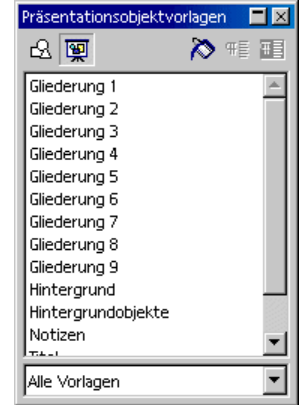 Präsentationsobjektvorlagen
Gliederung 1
Gliederung 2
Gliederung 3
Gliederung 4
Gliederung 5
Gliederung 6
Gliederung 7
Gliederung 8
Gliederung 9
Hintergrund
Hintergrundobjekte
Notizen
Alle Vorlagen